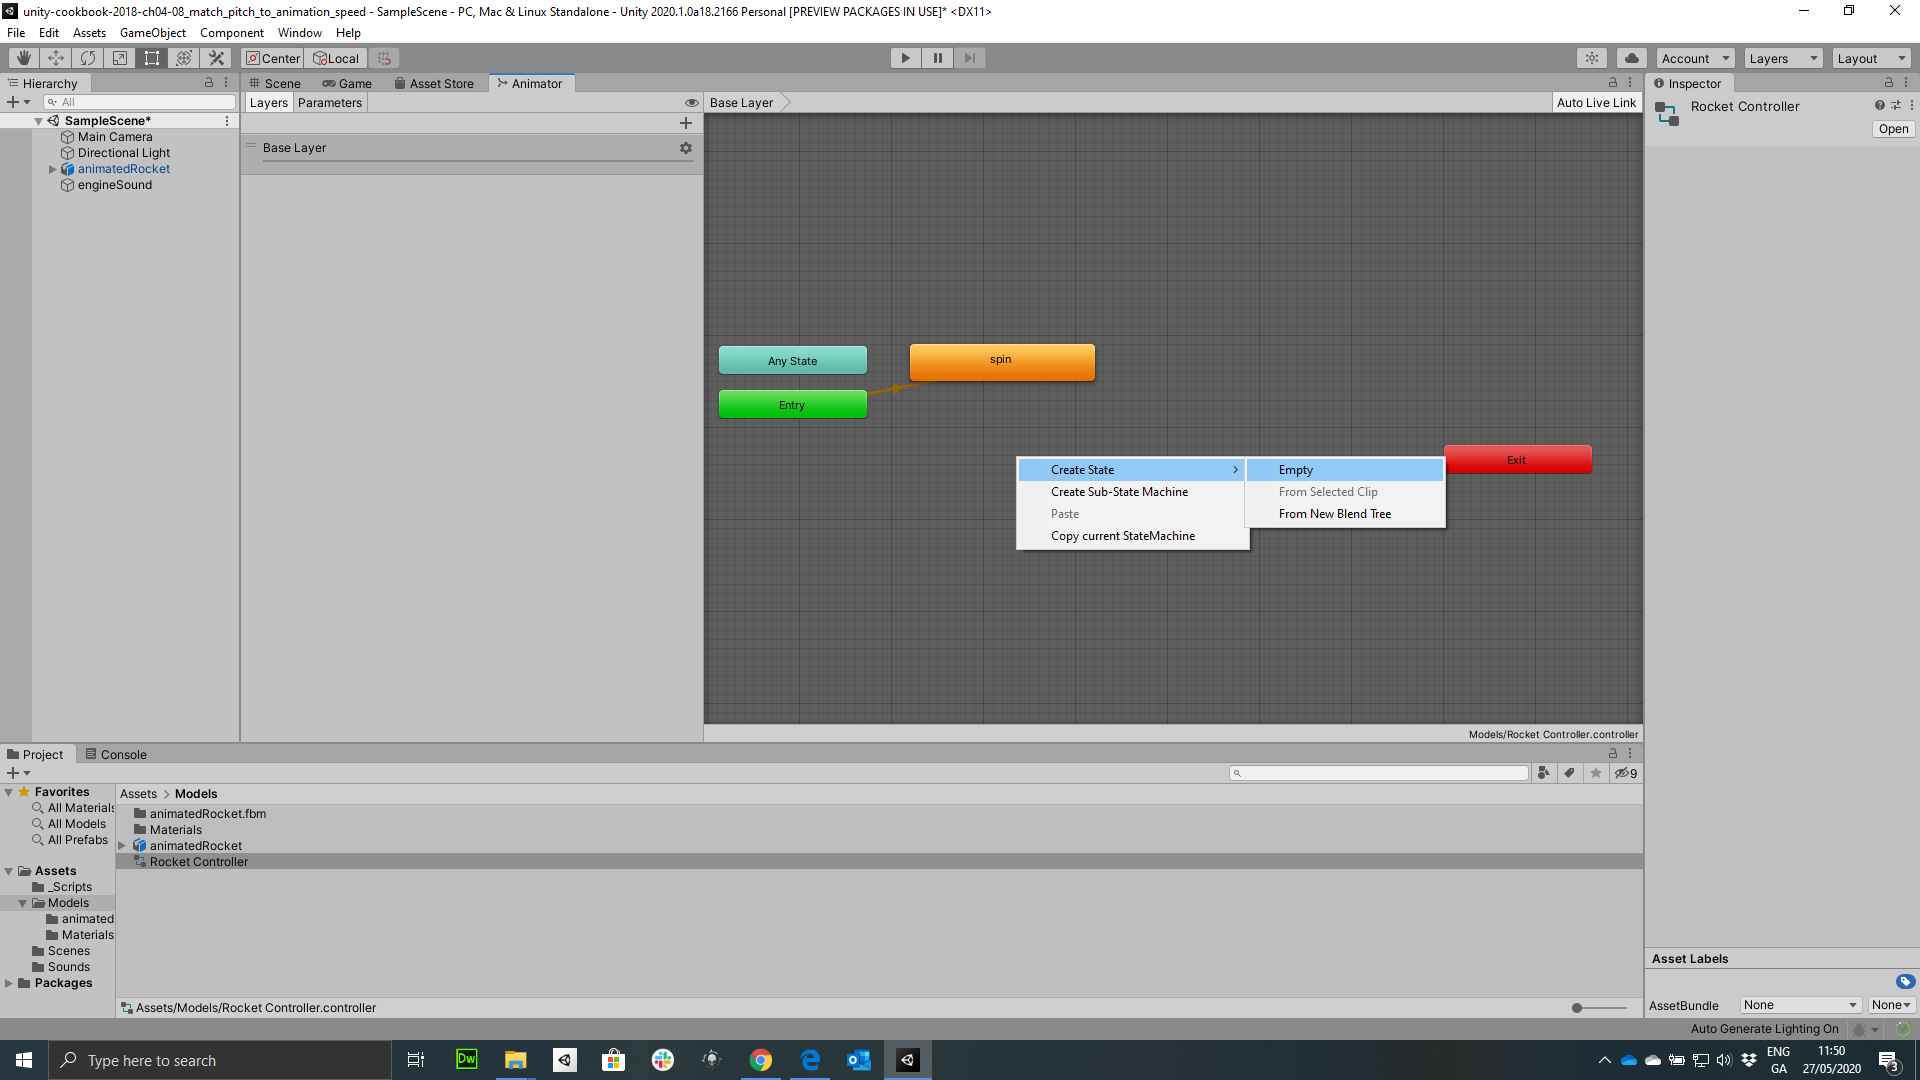 unity-cookbook-2018-ch04-08_match_pitch_to_animation_speed - SampleScene - PC, Mac & Linux Standalone - Unity 2020.1.0a18.2166 Personal [PREVIEW PACKAGES IN USE]* <DX11>
File Edit Assets GameObject Component Window Help
Center Local Account Layers Layout
Hierarchy
All
SampleScene*
Main Camera
Directional Light
animatedRocket
engineSound
Scene Game Asset Store Animator
Layers Parameters
Base Layer
Base Layer
Auto Live Link
Any State
Entry
spin
Exit
Create State
Create Sub-State Machine
Paste
Copy current StateMachine
Empty
From Selected Clip
From New Blend Tree
Models/Rocket Controller.controller
Inspector
Rocket Controller
Open
Project Console
9
Favorites
All Materials
All Models
All Prefabs
Assets
_Scripts
Models
animated
Materials
Scenes
Sounds
Packages
Assets > Models
animatedRocket.fbm
Materials
animatedRocket
Rocket Controller
Assets/Models/Rocket Controller.controller
Asset Labels
AssetBundle None None
Auto Generate Lighting On
Type here to search
Dw
ENG
GA
11:50
27/05/2020
3